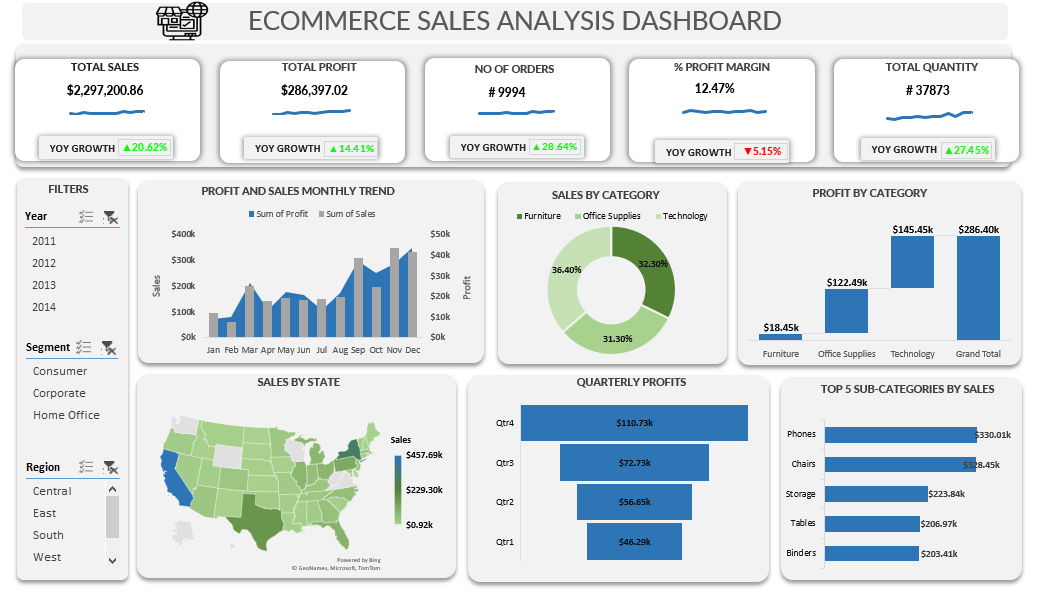 ECOMMERCE SALES ANALYSIS DASHBOARD
TOTAL SALES
$2,297,200.86
YOY GROWTH ▲20.62%
TOTAL PROFIT
$286,397.02
YOY GROWTH ▲14.41%
NO OF ORDERS
# 9994
YOY GROWTH ▲28.64%
% PROFIT MARGIN
12.47%
YOY GROWTH ▼5.15%
TOTAL QUANTITY
# 37873
YOY GROWTH ▲27.45%
FILTERS
Year
2011
2012
2013
2014
Segment
Consumer
Corporate
Home Office
Region
Central
East
South
West
PROFIT AND SALES MONTHLY TREND
Sum of Profit Sum of Sales
$400k
$300k
$200k
$100k
$0k
Sales
$50k
$40k
$30k
$20k
$10k
$0k
Profit
Jan Feb Mar Apr May Jun Jul Aug Sep Oct Nov Dec
SALES BY CATEGORY
Furniture Office Supplies Technology
36.40%
32.30%
31.30%
PROFIT BY CATEGORY
$18.45k
$122.49k
$145.45k
$286.40k
Furniture Office Supplies Technology Grand Total
SALES BY STATE
Sales
$457.69k
$229.30k
$0.92k
Powered by Bing
© GeoNames, Microsoft, TomTom
QUARTERLY PROFITS
Qtr4 $110.73k
Qtr3 $72.73k
Qtr2 $56.65k
Qtr1 $46.29k
TOP 5 SUB-CATEGORIES BY SALES
Phones $330.01k
Chairs $328.45k
Storage $223.84k
Tables $206.97k
Binders $203.41k